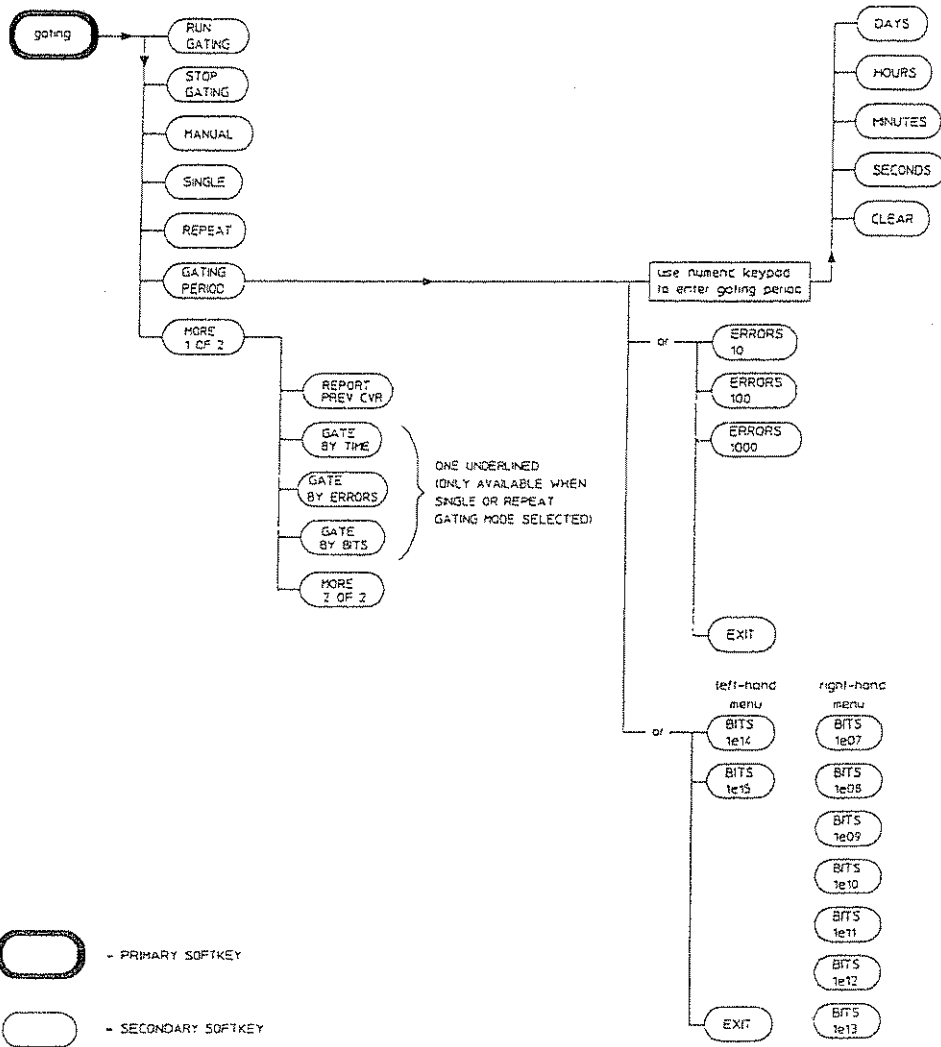 gating
RUN
GATING
STOP
GATING
MANUAL
SINGLE
REPEAT
GATING
PERIOD
MORE
1 OF 2
REPORT
PREV CVR
GATE
BY TIME
GATE
BY ERRORS
GATE
BY BITS
MORE
2 OF 2
ONE UNDERLINED
(ONLY AVAILABLE WHEN
SINGLE OR REPEAT
GATING MODE SELECTED)
use numeric keypad
to enter gating period
DAYS
HOURS
MINUTES
SECONDS
CLEAR
or
ERRORS
10
ERRORS
100
ERRORS
1000
EXIT
or
left-hand
menu
BITS
1e14
BITS
1e15
EXIT
right-hand
menu
BITS
1e07
BITS
1e08
BITS
1e09
BITS
1e10
BITS
1e11
BITS
1e12
BITS
1e13
- PRIMARY SOFTKEY
- SECONDARY SOFTKEY